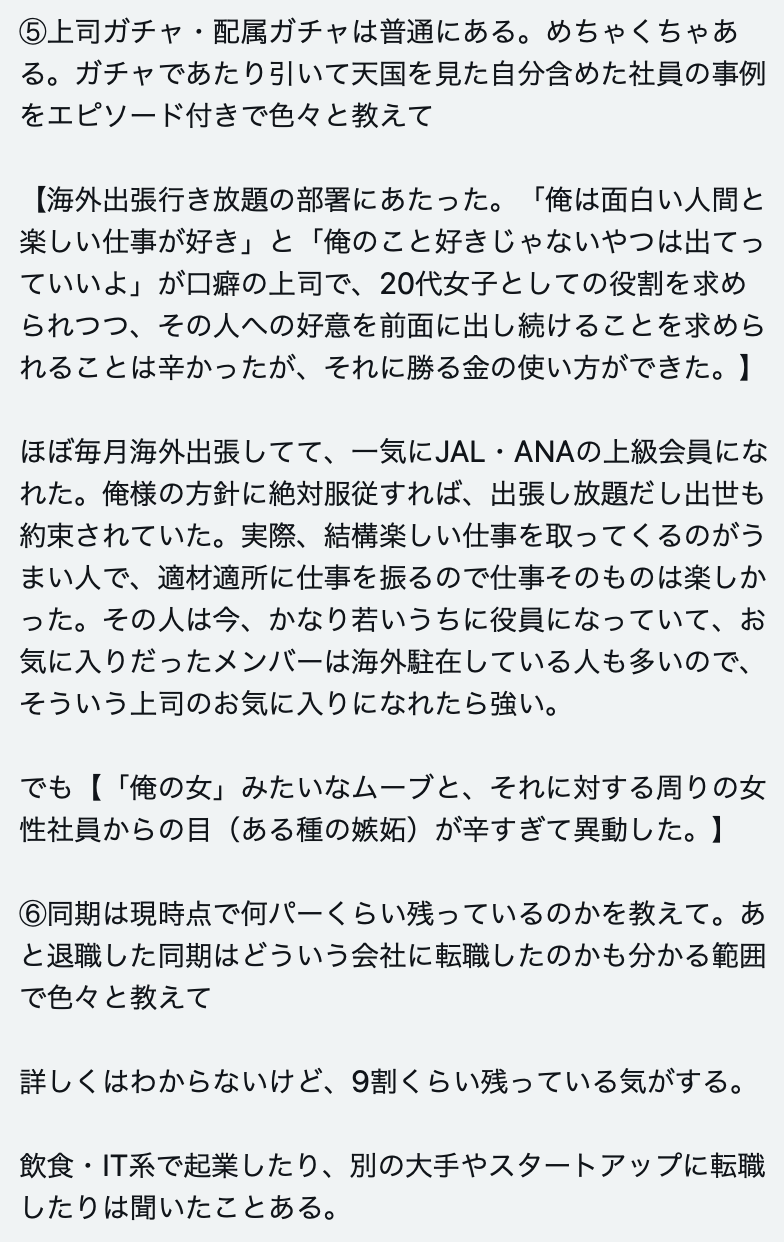 ⑤上司ガチャ・配属ガチャは普通にある。めちゃくちゃあ
る。ガチャであたり引いて天国を見た自分含めた社員の事例
をエピソード付きで色々と教えて
【海外出張行き放題の部署にあたった。「俺は面白い人間と
楽しい仕事が好き」と「俺のこと好きじゃないやつは出てっ
ていいよ」が口癖の上司で、20代女子としての役割を求め
られつつ、その人への好意を前面に出し続けることを求めら
れることは辛かったが、それに勝る金の使い方ができた。】
ほぼ毎月海外出張してて、一気にJAL・ANAの上級会員にな
れた。俺様の方針に絶対服従すれば、出張し放題だし出世も
約束されていた。実際、結構楽しい仕事を取ってくるのがう
まい人で、適材適所に仕事を振るので仕事そのものは楽しか
った。その人は今、かなり若いうちに役員になっていて、お
気に入りだったメンバーは海外駐在している人も多いので、
そういう上司のお気に入りになれたら強い。
でも【「俺の女」みたいなムーブと、それに対する周りの女
性社員からの目（ある種の嫉妬）が辛すぎて異動した。】
⑥同期は現時点で何パーくらい残っているのかを教えて。あ
と退職した同期はどういう会社に転職したのかも分かる範囲
で色々と教えて
詳しくはわからないけど、9割くらい残っている気がする。
飲食・IT系で起業したり、別の大手やスタートアップに転職
したりは聞いたことある。